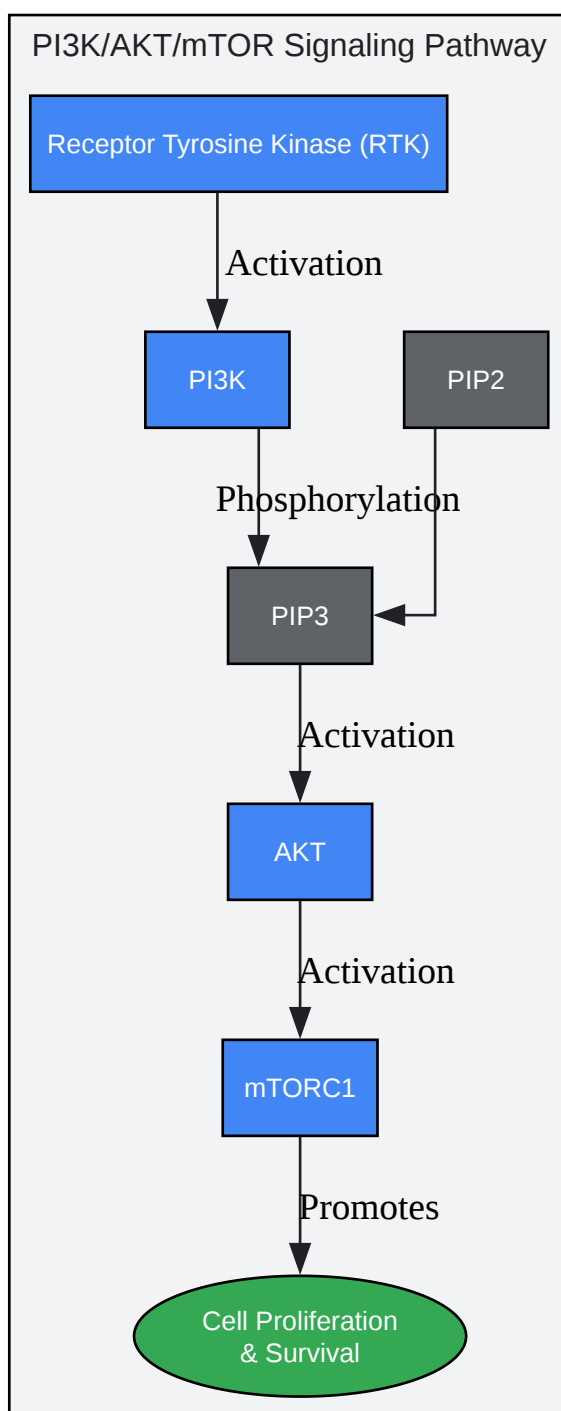 PI3K/AKT/mTOR Signaling Pathway
Receptor Tyrosine Kinase (RTK)
Activation
PI3K
PIP2
Phosphorylation
PIP3
Activation
AKT
Activation
mTORC1
Promotes
Cell Proliferation
& Survival